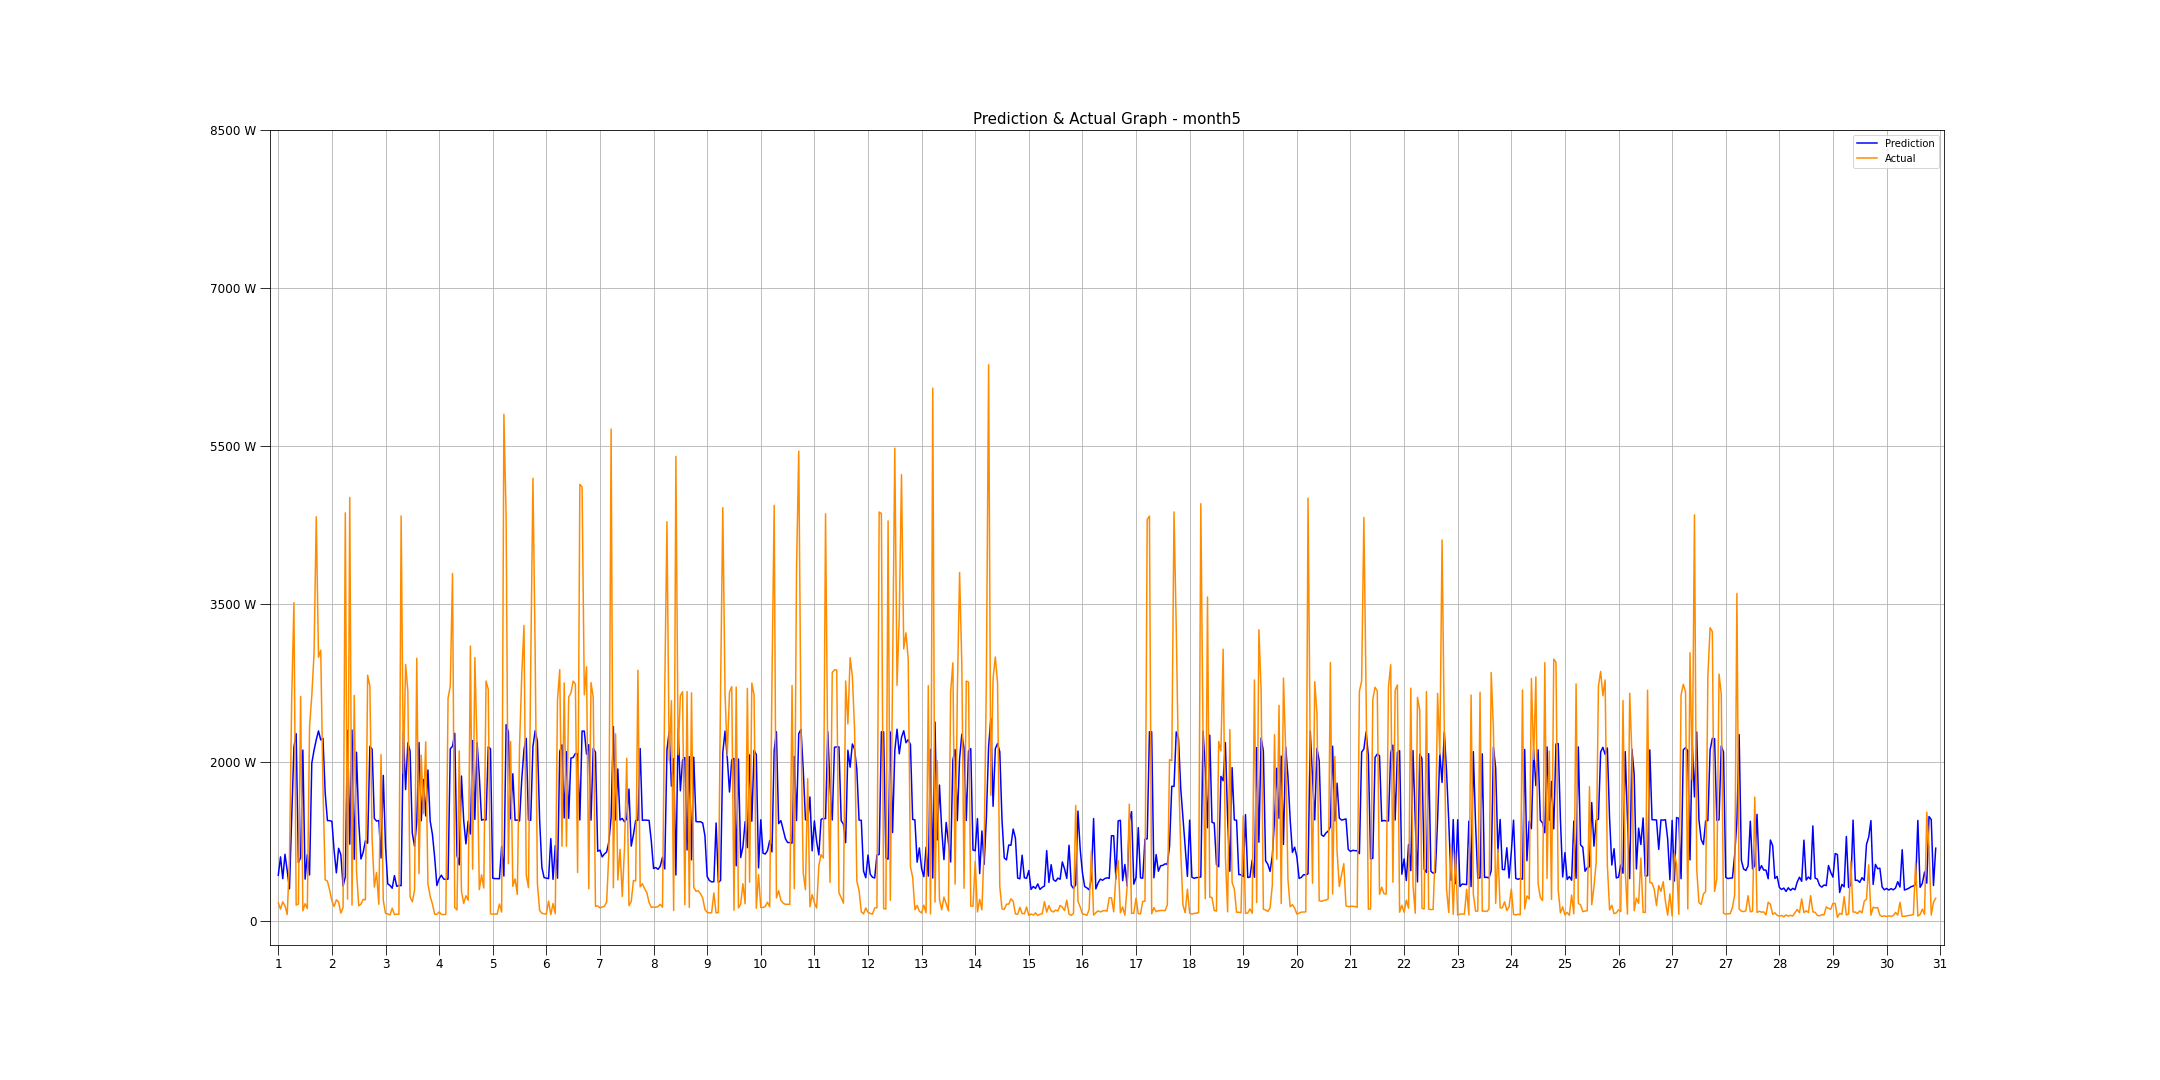 Prediction & Actual Graph - month5
8500 W
7000 W
5500 W
3500 W
2000 W
0
Prediction
Actual
1 2 3 4 5 6 7 8 9 10 11 12 13 14 15 16 17 18 19 20 21 22 23 24 25 26 27 27 28 29 30 31